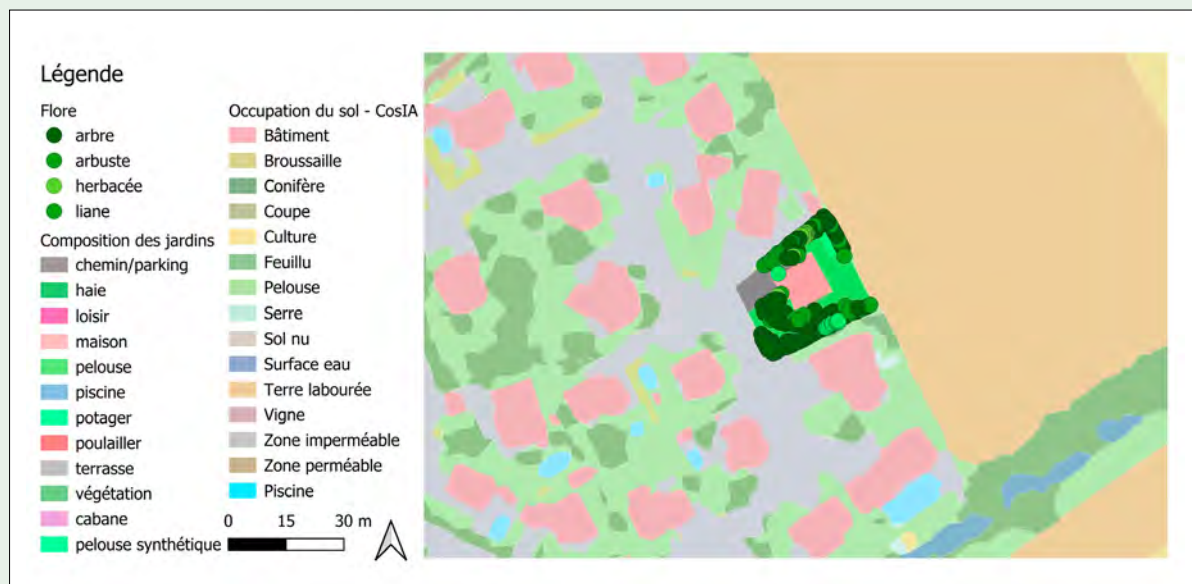 Légende
Flore
arbre
arbuste
herbacée
liane
Composition des jardins
chemin/parking
haie
loisir
maison
pelouse
piscine
potager
poulailler
terrasse
végétation
cabane
pelouse synthétique
Occupation du sol - CosIA
Bâtiment
Broussaille
Conifère
Coupe
Culture
Feuillu
Pelouse
Serre
Sol nu
Surface eau
Terre labourée
Vigne
Zone imperméable
Zone perméable
Piscine
0 15 30 m